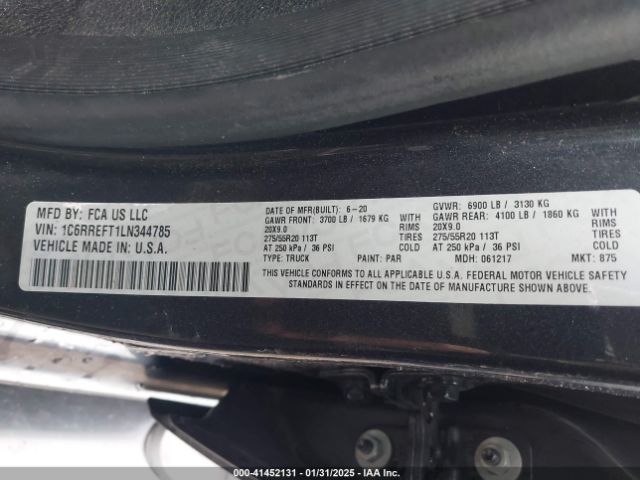 MFD BY: FCA US LLC
VIN: 1C6RREFT1LN344785
VEHICLE MADE IN U.S.A.
DATE OF MFR(BUILT): 6-20 GVWR: 6900 LB / 3130 KG
GAWR FRONT: 3700 LB / 1679 KG WITH GAWR REAR: 4100 LB / 1860 KG WITH
20X9.0 RIMS 20X9.0 RIMS
275/55R20 113T TIRES 275/55R20 113T TIRES
AT 250 kPa / 36 PSI COLD AT 250 kPa / 36 PSI COLD
TYPE: TRUCK PAINT: PAR MDH: 061217 MKT: 875
THIS VEHICLE CONFORMS TO ALL APPLICABLE U.S.A. FEDERAL MOTOR VEHICLE SAFETY
STANDARDS IN EFFECT ON THE DATE OF MANUFACTURE SHOWN ABOVE.
000-41452131 - 01/31/2025 - IAAI.com